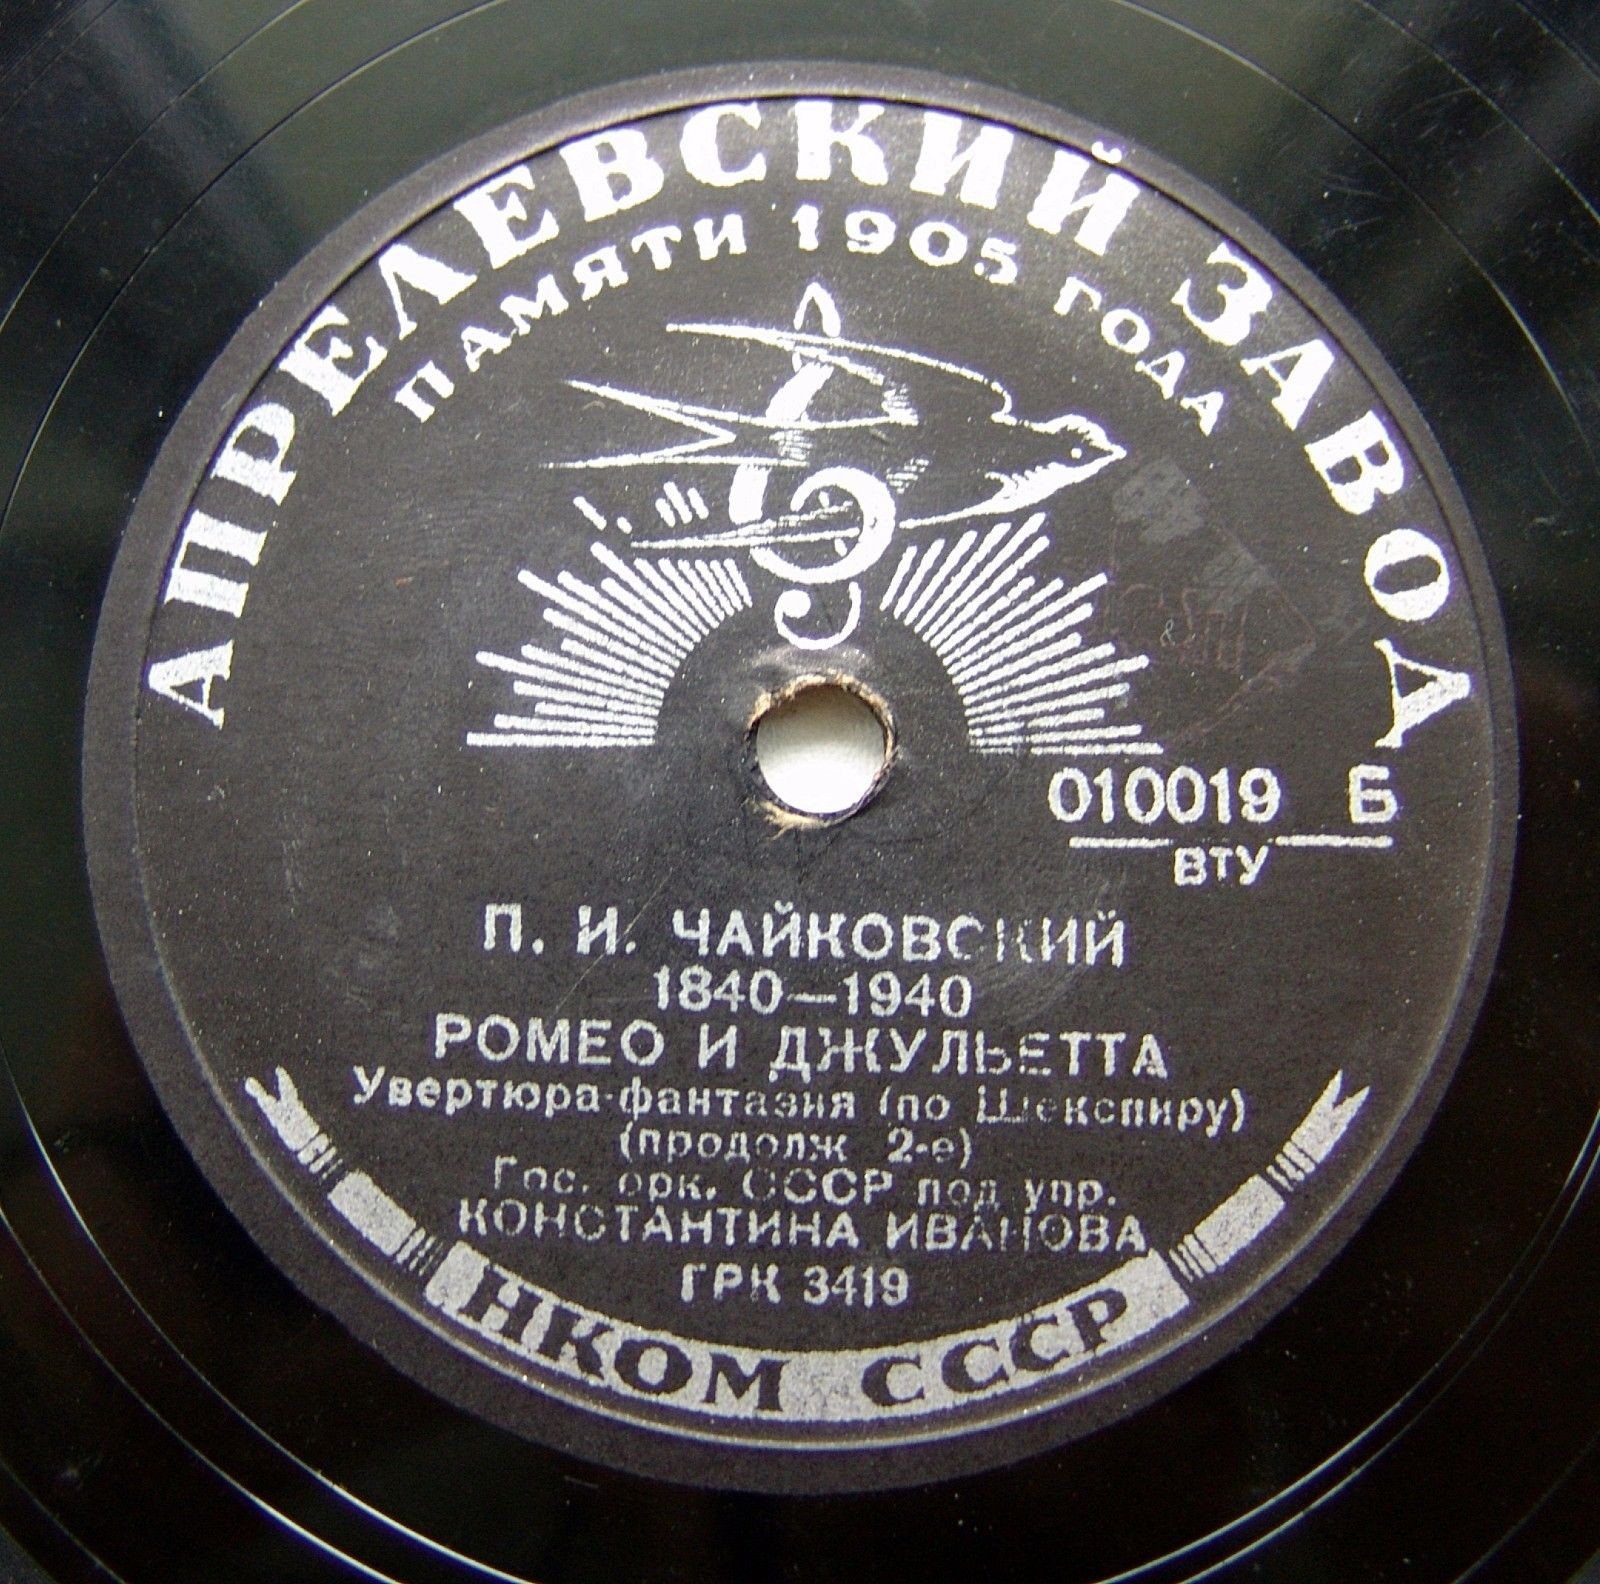 АПРЕЛЕВСКИЙ ЗАВОД
ПАМЯТИ 1905 ГОДА
010019 Б
ВТУ
П. И. ЧАЙКОВСКИЙ
1840—1940
РОМЕО И ДЖУЛЬЕТТА
Увертюра-фантазия (по Шекспиру)
(продолж 2-е)
Гос. орк. СССР под упр.
КОНСТАНТИНА ИВАНОВА
ГРК 3419
НКОМ СССР